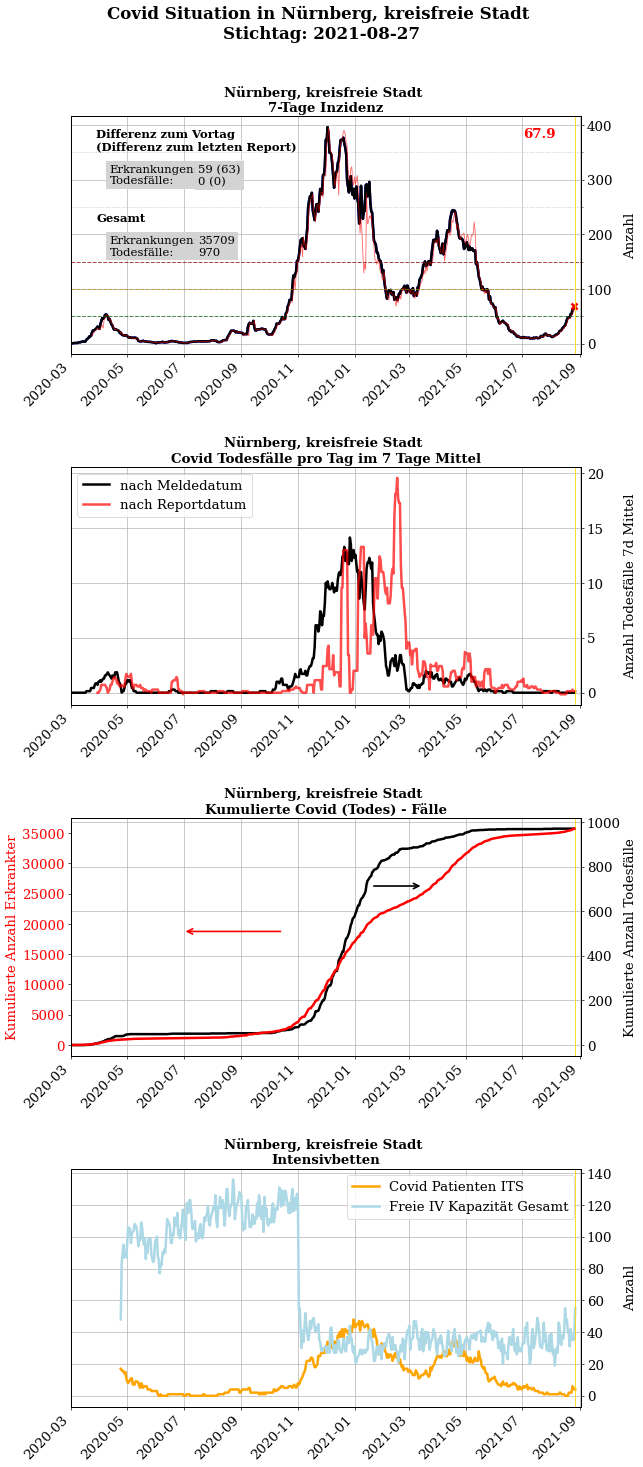 Covid Situation in Nürnberg, kreisfreie Stadt
Stichtag: 2021-08-27
Nürnberg, kreisfreie Stadt
7-Tage Inzidenz
Differenz zum Vortag
(Differenz zum letzten Report)
Erkrankungen 59 (63)
Todesfälle: 0 (0)
Gesamt
Erkrankungen 35709
Todesfälle: 970
67.9
400
300
200
100
0
Anzahl
2020-03
2020-05
2020-07
2020-09
2020-11
2021-01
2021-03
2021-05
2021-07
2021-09
Nürnberg, kreisfreie Stadt
Covid Todesfälle pro Tag im 7 Tage Mittel
nach Meldedatum
nach Reportdatum
20
15
10
5
0
Anzahl Todesfälle 7d Mittel
2020-03
2020-05
2020-07
2020-09
2020-11
2021-01
2021-03
2021-05
2021-07
2021-09
Nürnberg, kreisfreie Stadt
Kumulierte Covid (Todes) - Fälle
Kumulierte Anzahl Erkrankter
35000
30000
25000
20000
15000
10000
5000
0
1000
800
600
400
200
0
Kumulierte Anzahl Todesfälle
2020-03
2020-05
2020-07
2020-09
2020-11
2021-01
2021-03
2021-05
2021-07
2021-09
Nürnberg, kreisfreie Stadt
Intensivbetten
Covid Patienten ITS
Freie IV Kapazität Gesamt
140
120
100
80
60
40
20
0
Anzahl
2020-03
2020-05
2020-07
2020-09
2020-11
2021-01
2021-03
2021-05
2021-07
2021-09